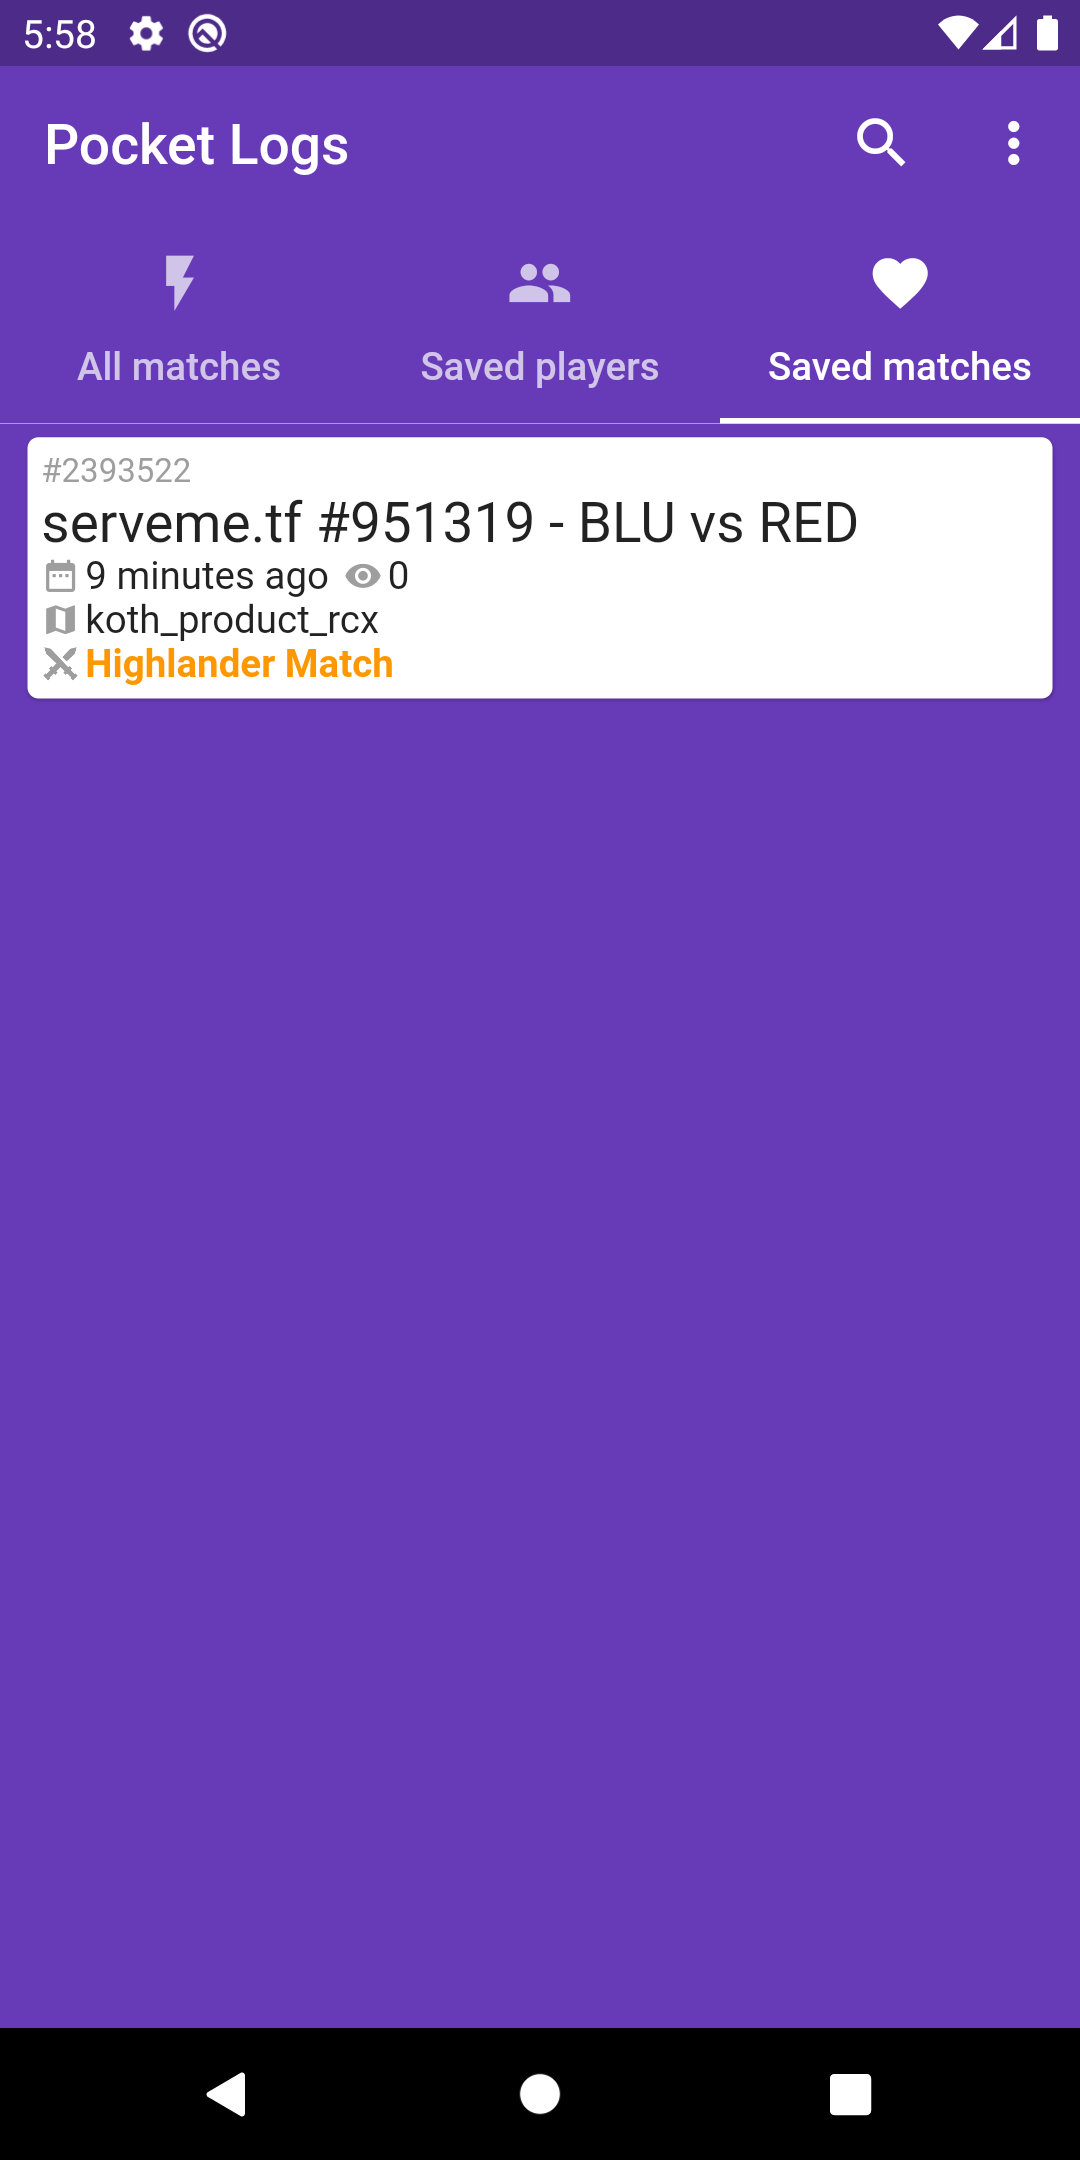 5:58
Pocket Logs
All matches
Saved players
Saved matches
#2393522
serveme.tf #951319 - BLU vs RED
9 minutes ago 0
koth_product_rcx
Highlander Match